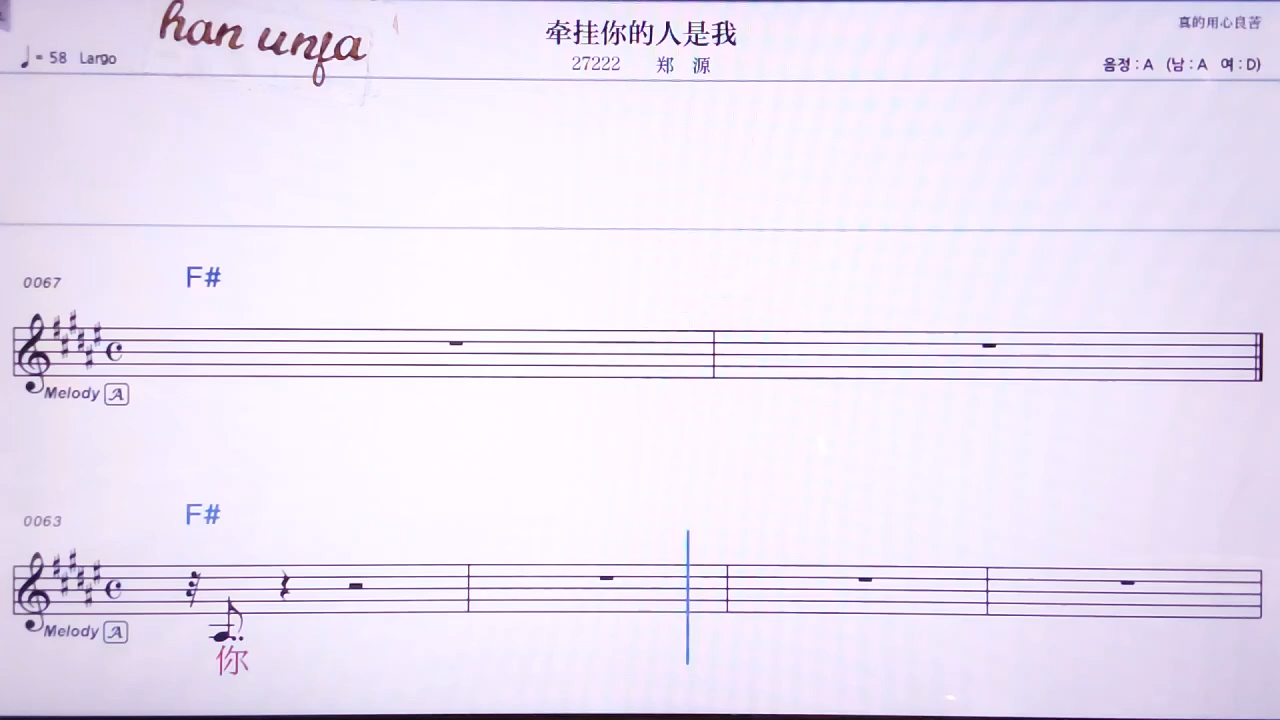 han unfa
牵挂你的人是我
真的用心良苦
♩= 58 Largo
27222 郑 源
음정 : A (남 : A 여 : D)
0067
F#
Melody A
0063
F#
Melody A
你